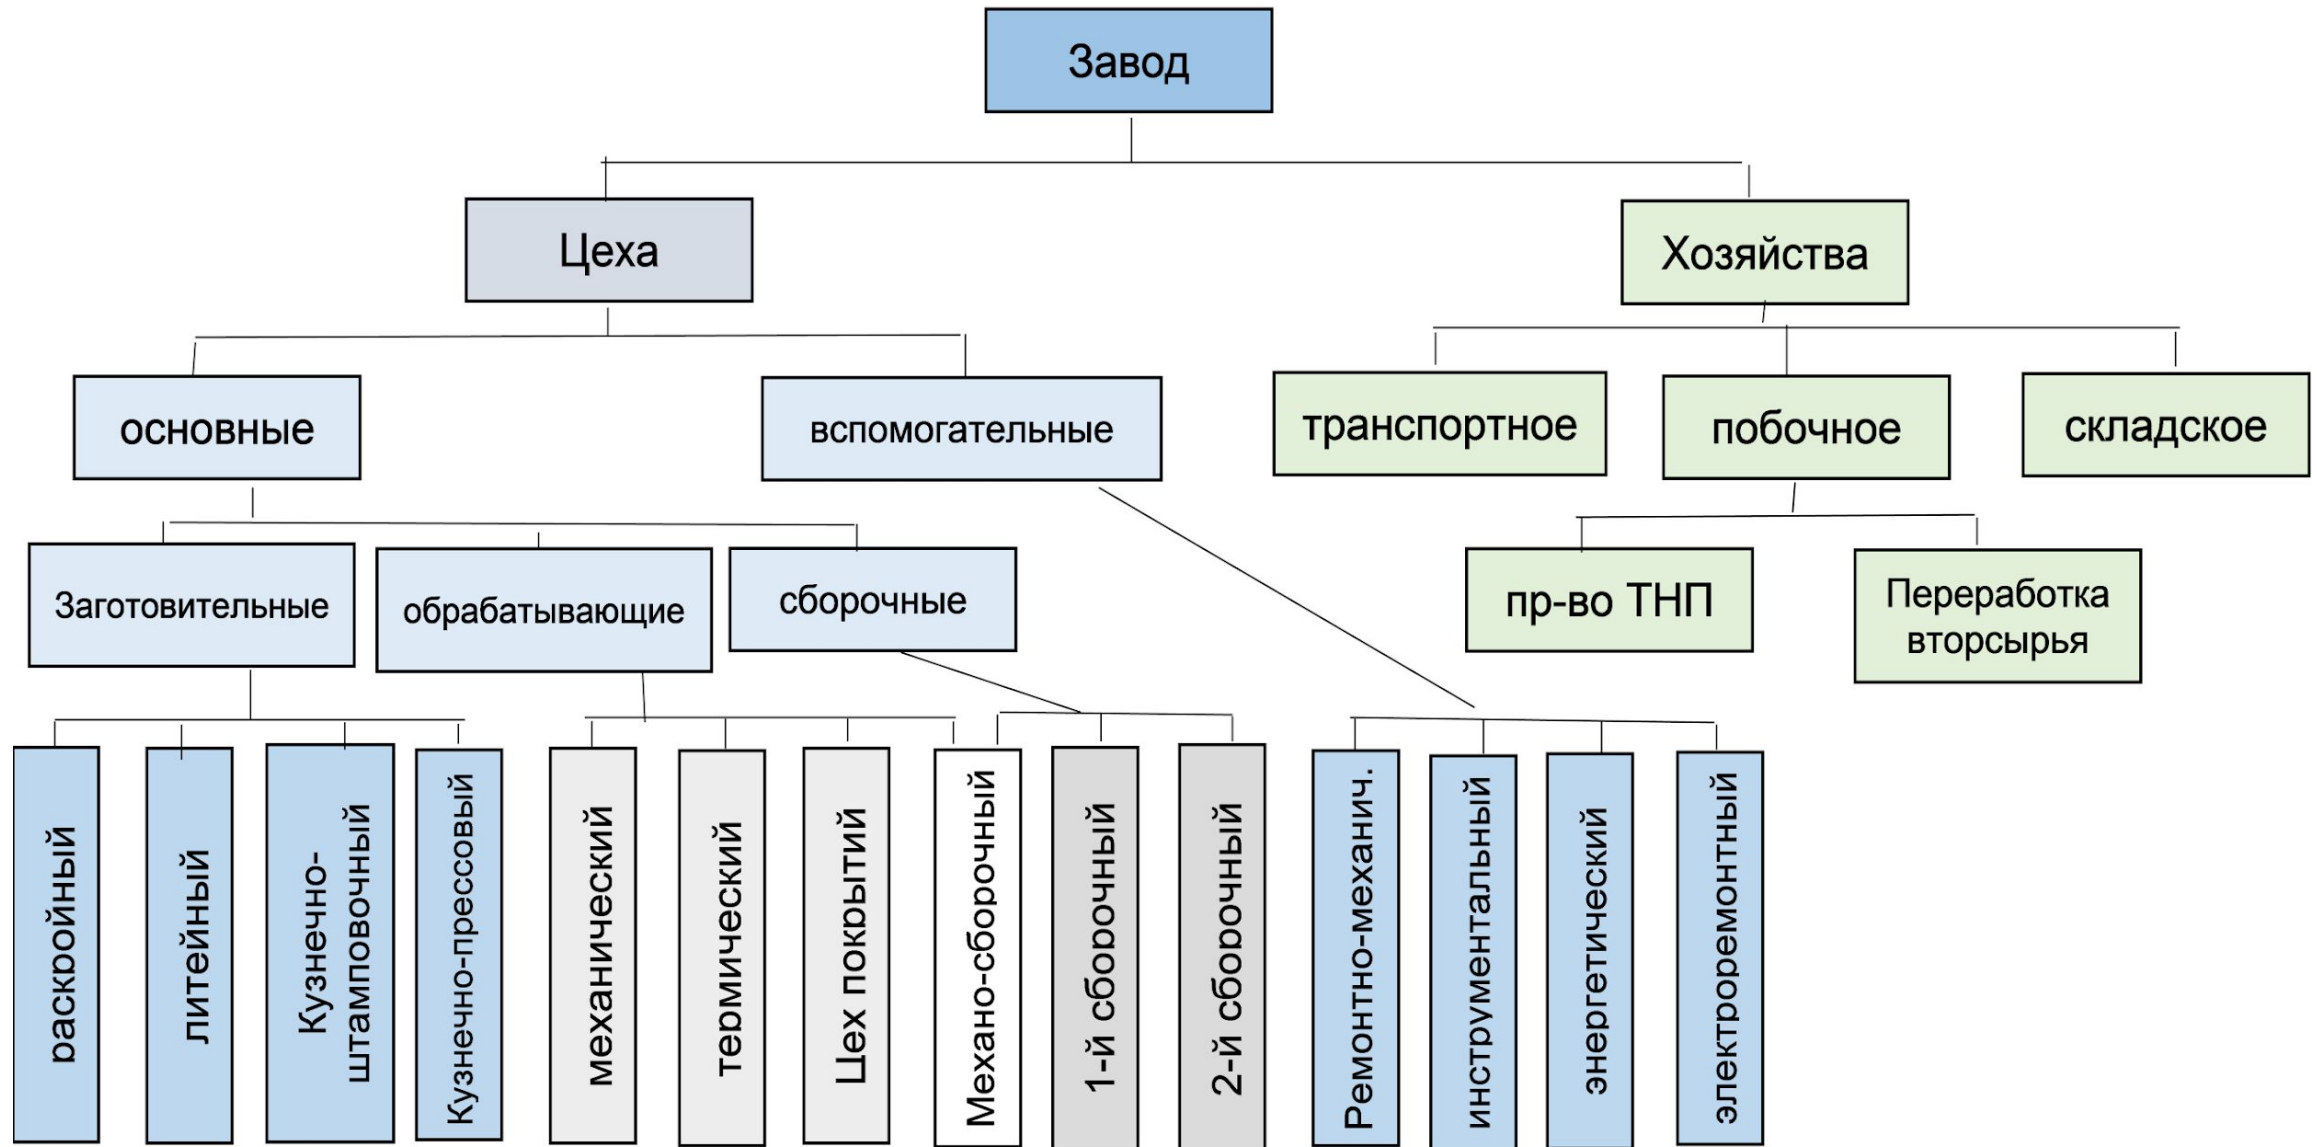 Завод
Цеха
Хозяйства
основные
вспомогательные
транспортное
побочное
складское
Заготовительные
обрабатывающие
сборочные
пр-во ТНП
Переработка
вторсырья
раскройный
литейный
Кузнечно-
штамповочный
Кузнечно-прессовый
механический
термический
Цех покрытий
Механо-сборочный
1-й сборочный
2-й сборочный
Ремонтно-механич.
инструментальный
энергетический
электроремонтный